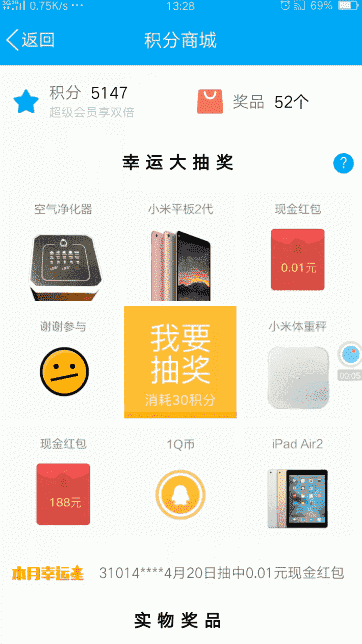 0.75K/s ... 13:28 69%
返回 积分商城
积分 5147
超级会员享双倍
奖品 52个
幸运大抽奖 ?
空气净化器 小米平板2代 现金红包
0.01元
谢谢参与 我要抽奖 小米体重秤
消耗30积分
00:05
现金红包 1Q币 iPad Air2
188元
本月幸运星 31014****4月20日抽中0.01元现金红包
实物奖品